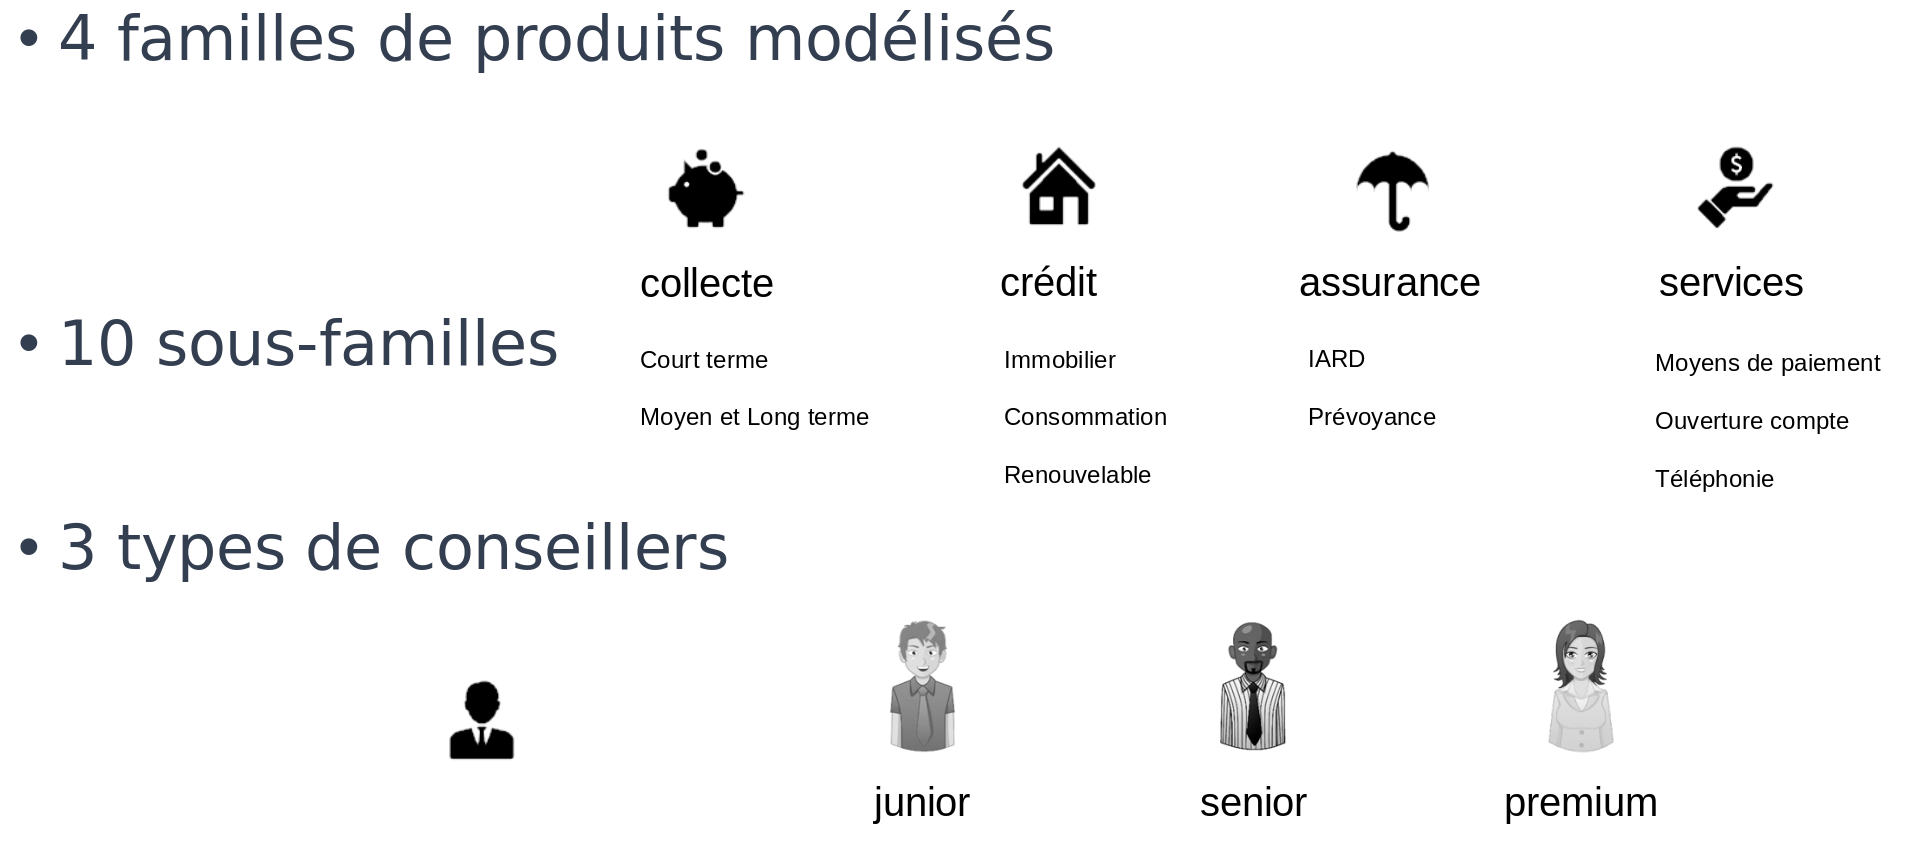 • 4 familles de produits modélisés
$
collecte crédit assurance services
• 10 sous-familles
Court terme Immobilier IARD Moyens de paiement
Moyen et Long terme Consommation Prévoyance Ouverture compte
Renouvelable Téléphonie
• 3 types de conseillers
junior senior premium